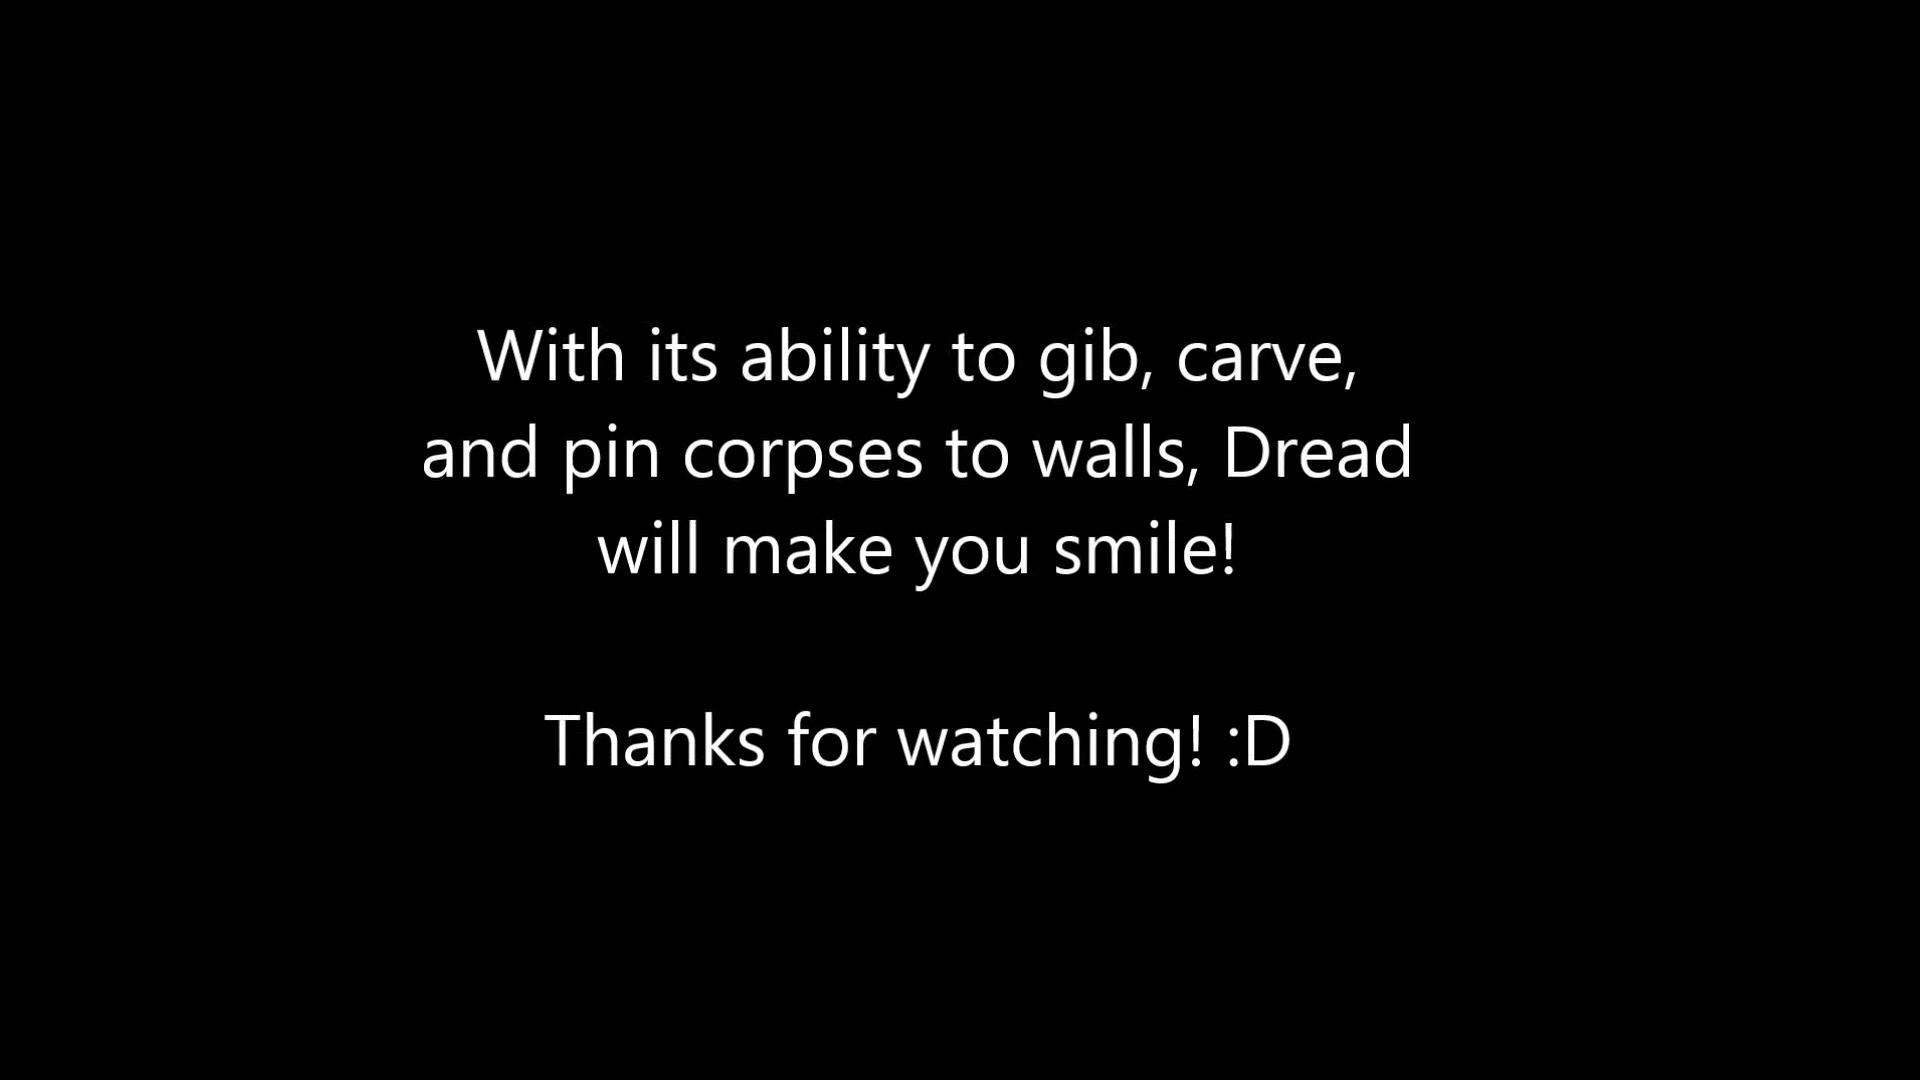 With its ability to gib, carve,
and pin corpses to walls, Dread
will make you smile!
Thanks for watching! :D